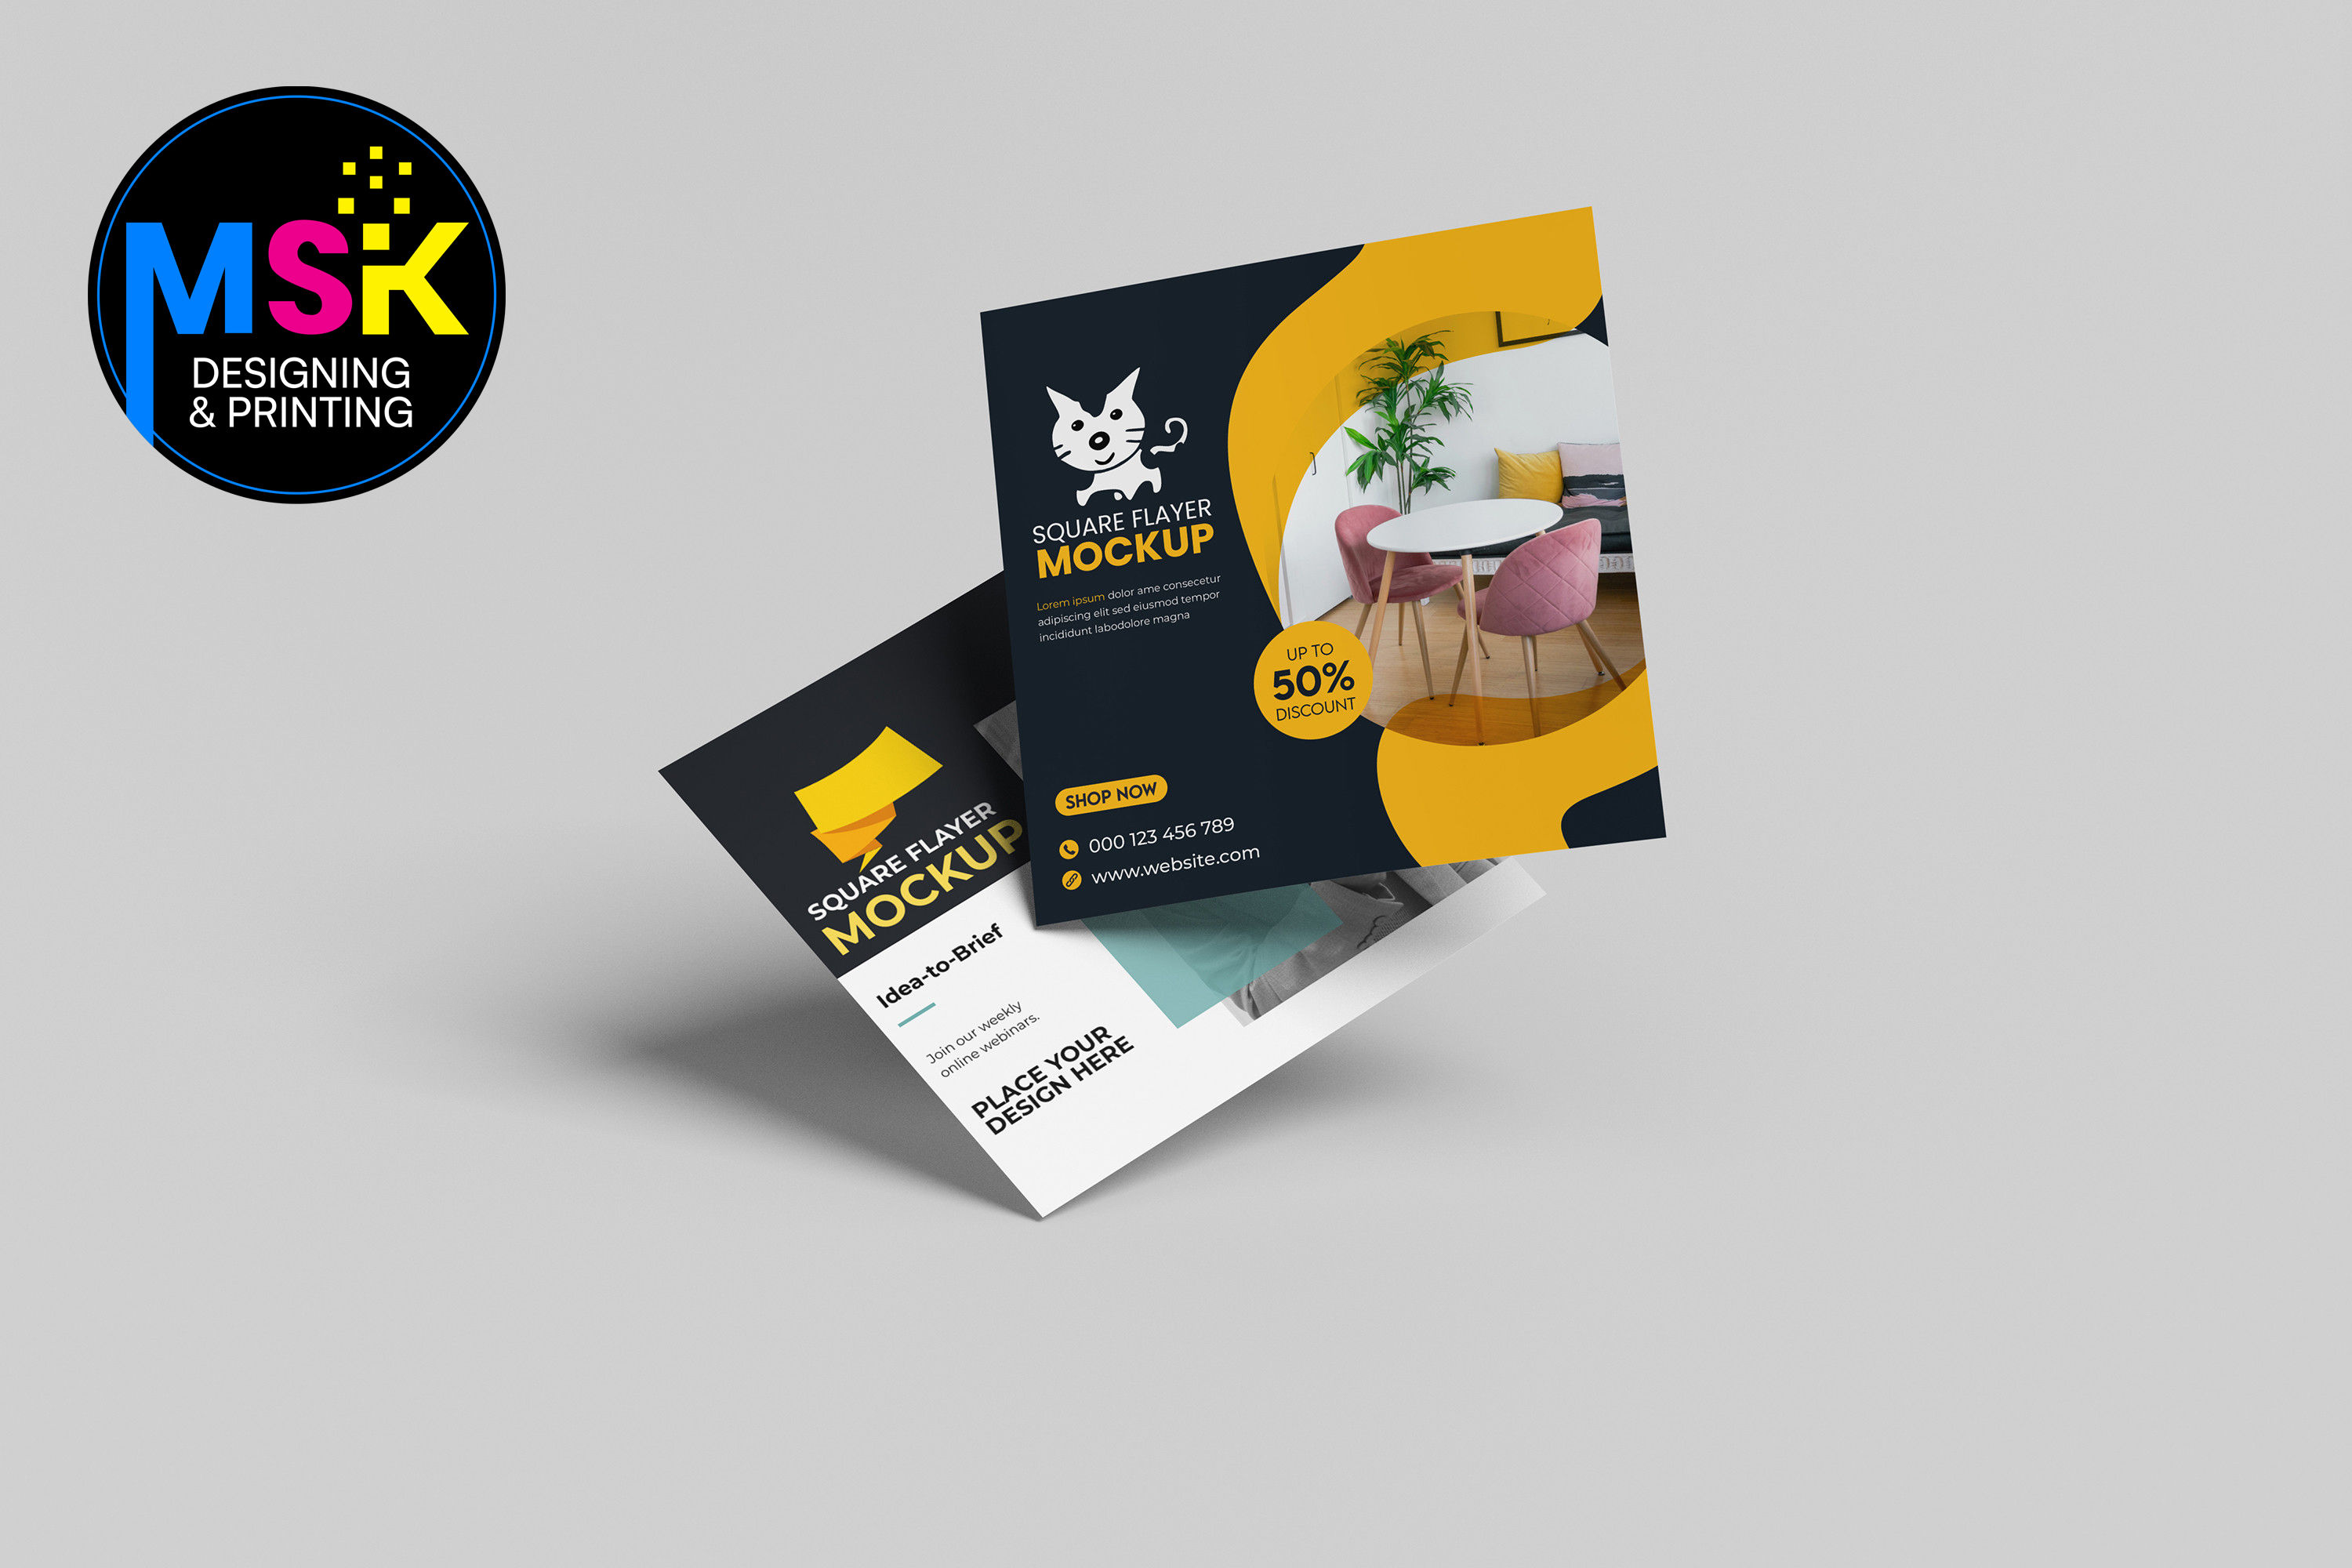 MSK
DESIGNING
& PRINTING
SQUARE FLAYER
MOCKUP
Lorem ipsum dolor ame consecetur
adipiscing elit sed eiusmod tempor
incididunt labodolore magna
UP TO
50%
DISCOUNT
SHOP NOW
000 123 456 789
www.website.com
SQUARE FLAYER
MOCKUP
Idea-to-Brief
Join our weekly
online webinars.
PLACE YOUR
DESIGN HERE